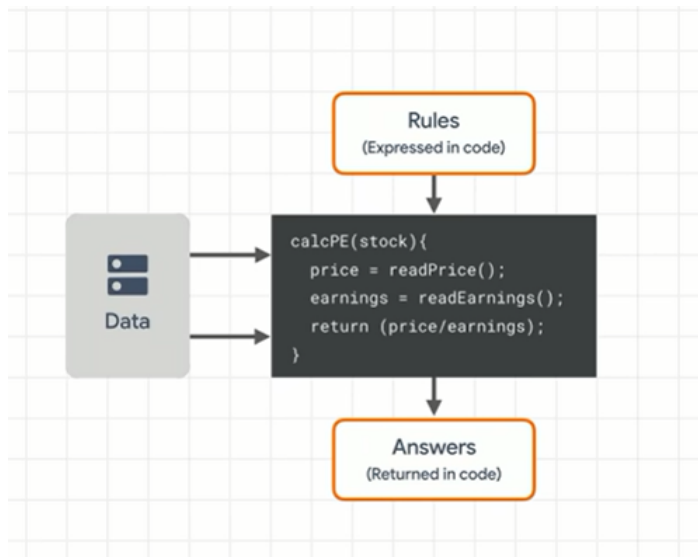 Rules
(Expressed in code)
Data
calcPE(stock){
  price = readPrice();
  earnings = readEarnings();
  return (price/earnings);
}
Answers
(Returned in code)